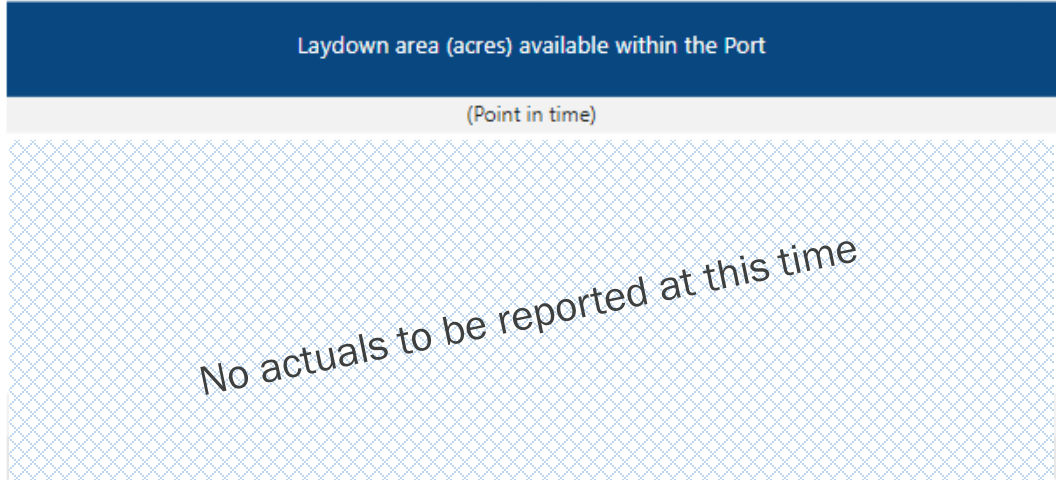 Laydown area (acres) available within the Port
(Point in time)
No actuals to be reported at this time